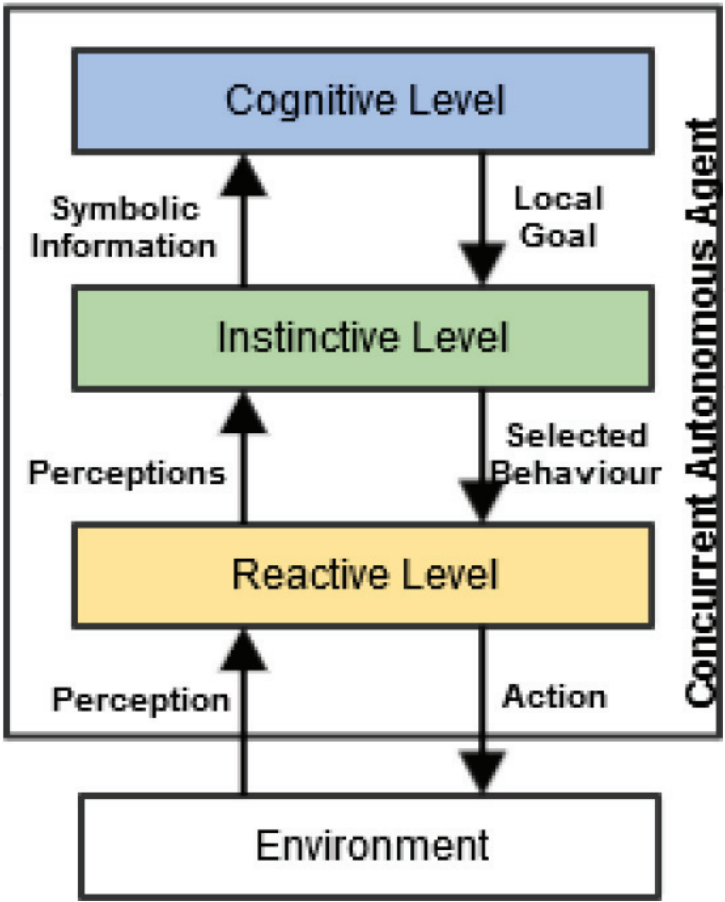 Cognitive Level
Symbolic
Information
Local
Goal
Instinctive Level
Perceptions
Selected
Behaviour
Reactive Level
Perception
Action
Environment
Concurrent Autonomous Agent